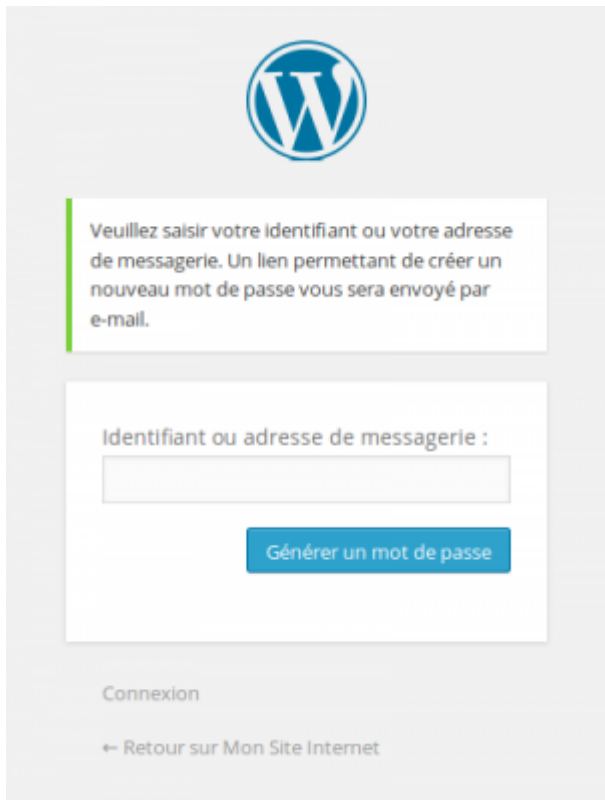 Veuillez saisir votre identifiant ou votre adresse
de messagerie. Un lien permettant de créer un
nouveau mot de passe vous sera envoyé par
e-mail.
Identifiant ou adresse de messagerie :
Générer un mot de passe
Connexion
← Retour sur Mon Site Internet